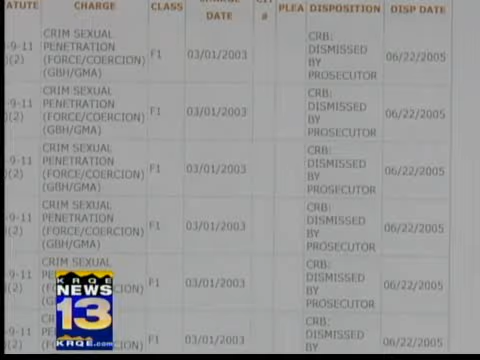 ATUTE CHARGE CLASS CHARGE DATE CIT # PLEA DISPOSITION DISP DATE
-9-11 CRIM SEXUAL CRB:
)(2) PENETRATION F1 03/01/2003 DISMISSED 06/22/2005
(FORCE/COERCION) BY
(GBH/GMA) PROSECUTOR
-9-11 CRIM SEXUAL CRB:
)(2) PENETRATION F1 03/01/2003 DISMISSED 06/22/2005
(FORCE/COERCION) BY
(GBH/GMA) PROSECUTOR
-9-11 CRIM SEXUAL CRB:
)(2) PENETRATION F1 03/01/2003 DISMISSED 06/22/2005
(FORCE/COERCION) BY
(GBH/GMA) PROSECUTOR
-9-11 CRIM SEXUAL CRB:
)(2) PENETRATION F1 03/01/2003 DISMISSED 06/22/2005
(FORCE/COERCION) BY
(GBH/GMA) PROSECUTOR
-9-11 CRIM SEXUAL CRB:
)(2) F1 03/01/2003 DISMISSED 06/22/2005
BY
PROSECUTOR
-9-11 CRIM SEXUAL CRB:
)(2) F1 03/01/2003 DISMISSED 06/22/2005
BY
KRQE
NEWS
13
KRQE.com